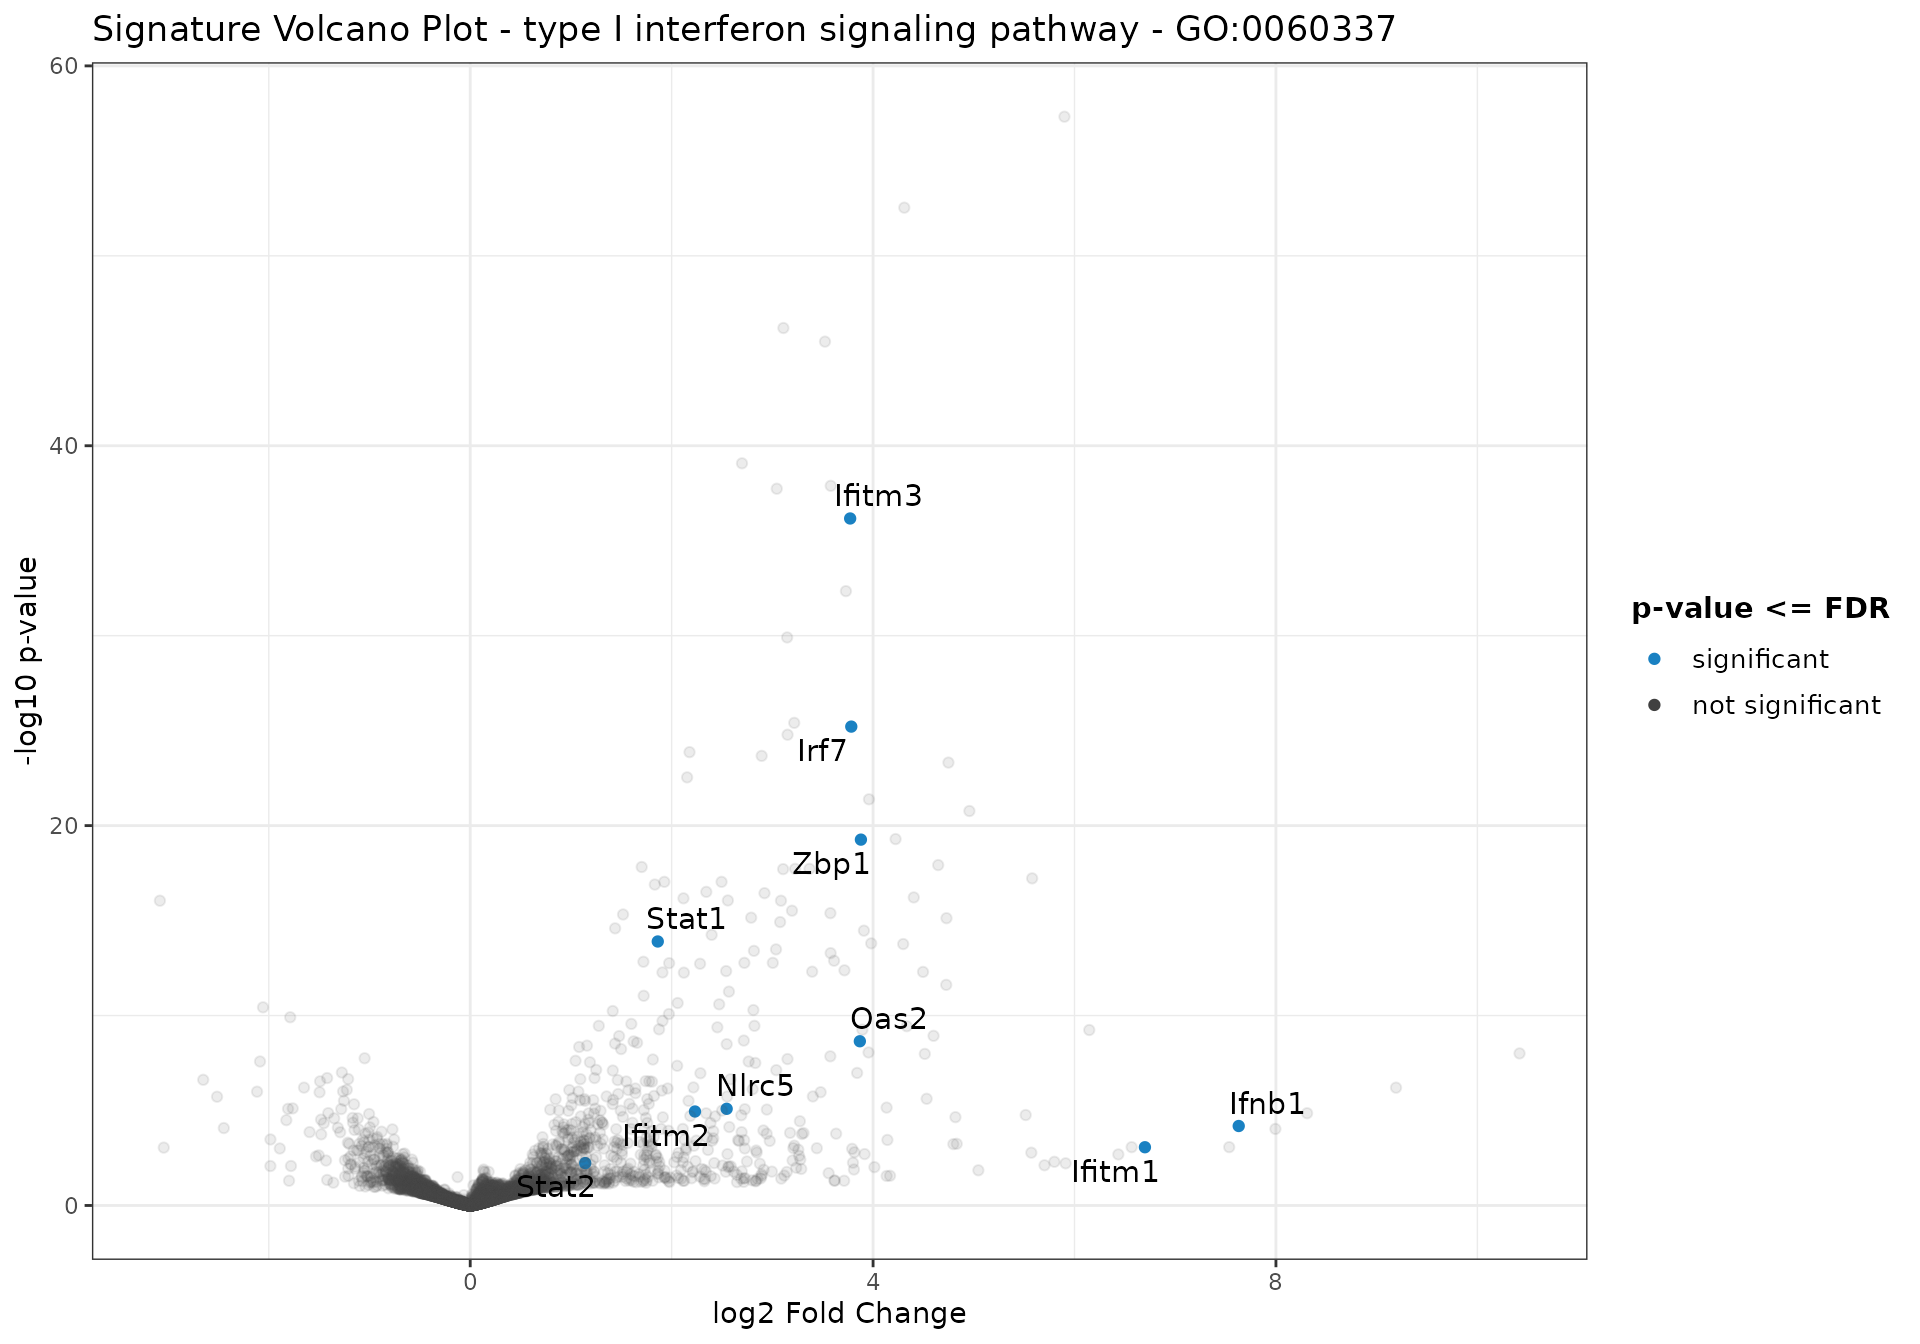 Signature Volcano Plot - type I interferon signaling pathway - GO:0060337
60
40
20
0
-log10 p-value
Ifitm3
Irf7
Zbp1
Stat1
Oas2
Nlrc5
Ifnb1
Ifitm2
Ifitm1
Stat2
0
4
8
log2 Fold Change
p-value <= FDR
significant
not significant